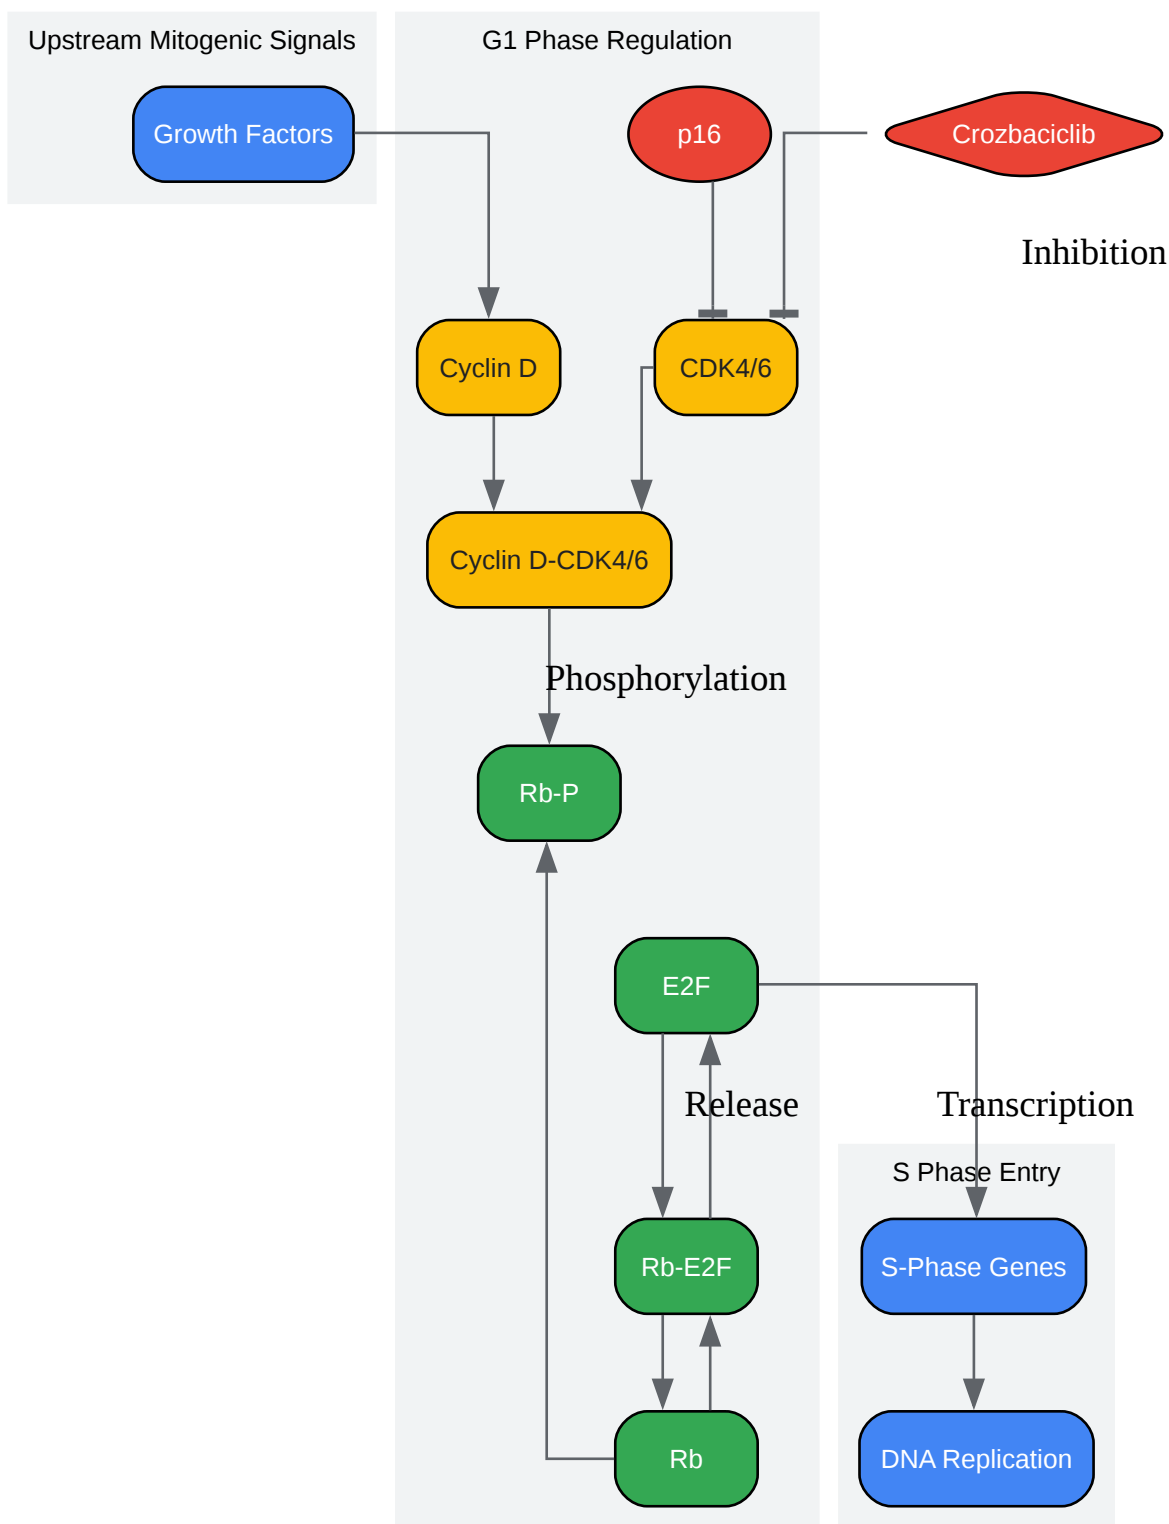 Upstream Mitogenic Signals
G1 Phase Regulation
Growth Factors
p16
Crozbaciclib
Inhibition
Cyclin D
CDK4/6
Cyclin D-CDK4/6
Phosphorylation
Rb-P
E2F
Release
Transcription
S Phase Entry
Rb-E2F
S-Phase Genes
Rb
DNA Replication